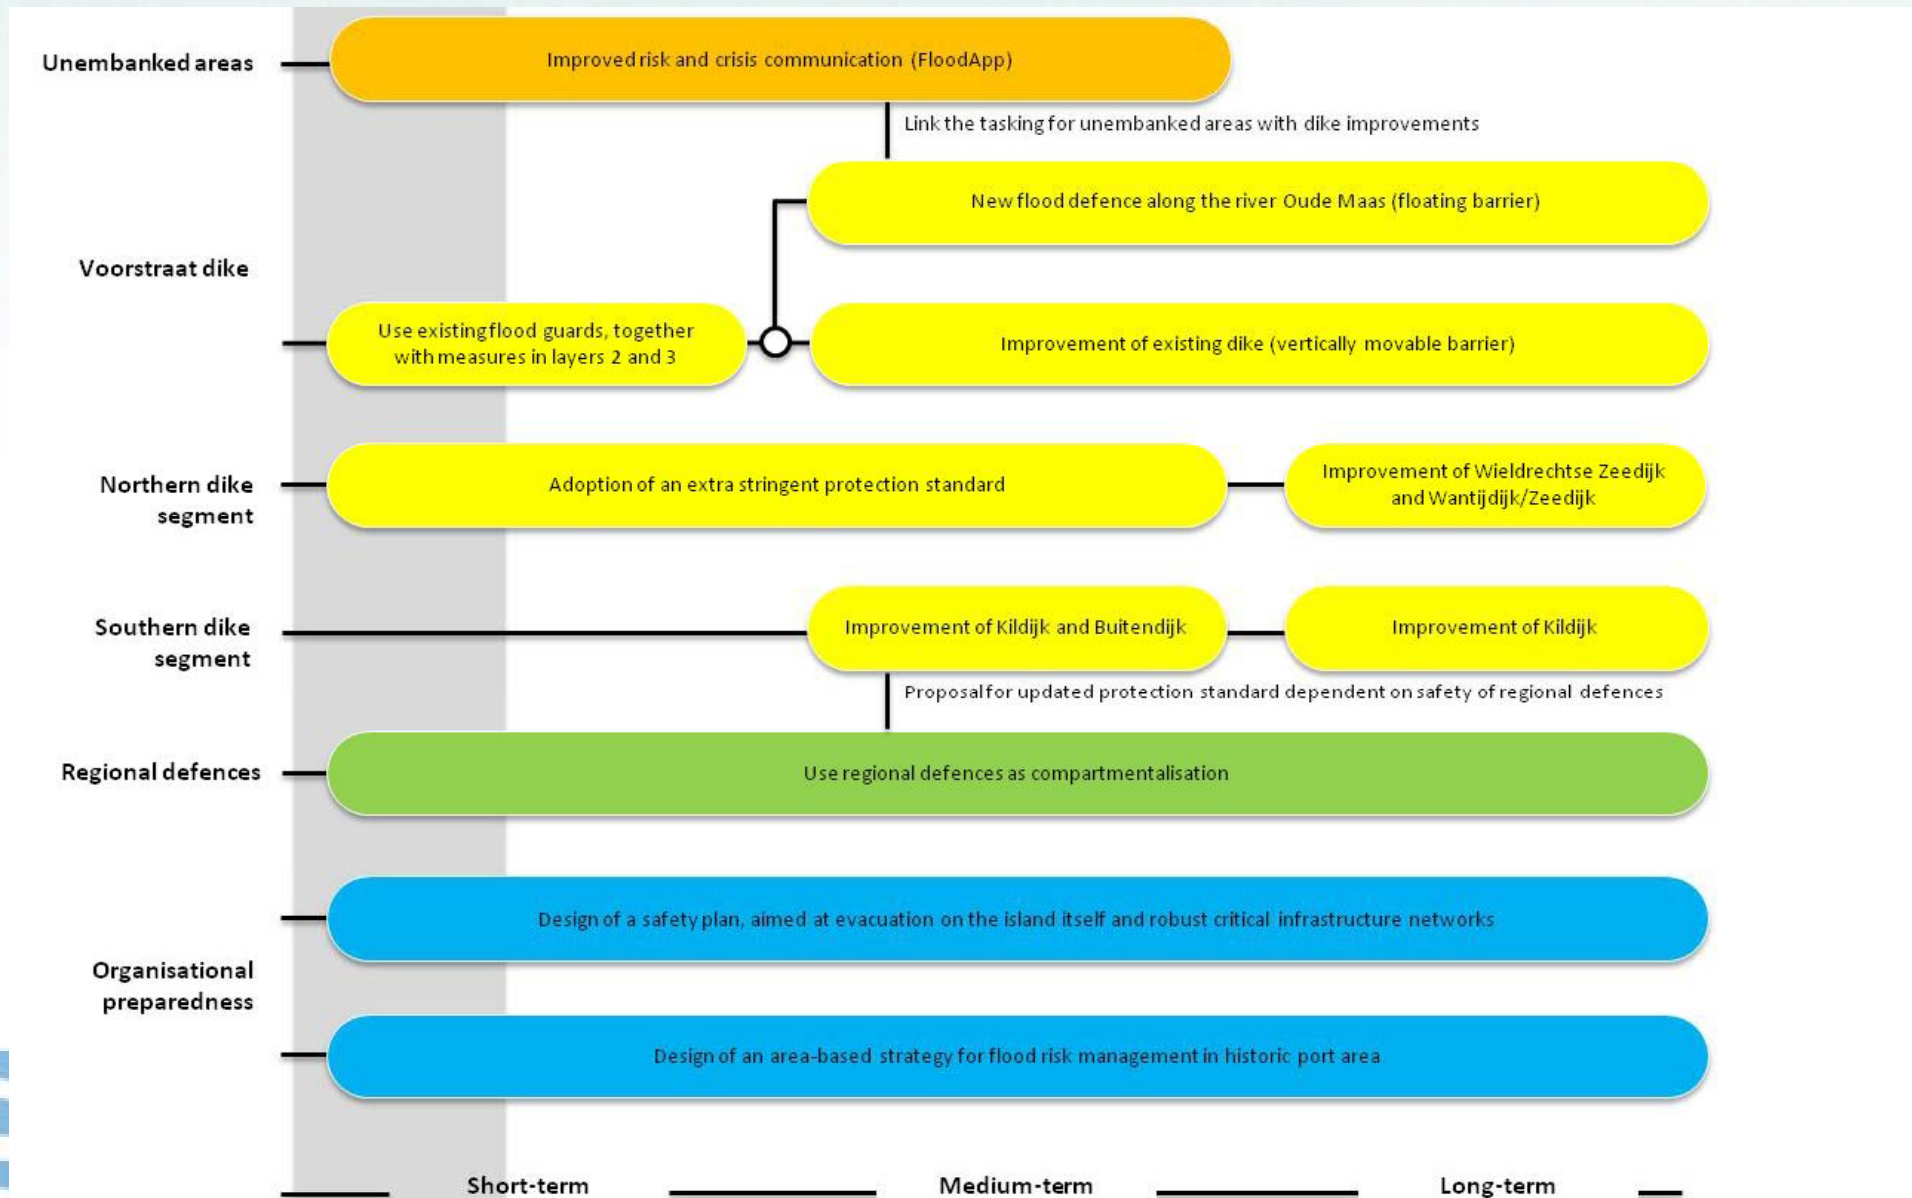 Unembanked areas
Improved risk and crisis communication (FloodApp)
Link the tasking for unembanked areas with dike improvements
New flood defence along the river Oude Maas (floating barrier)
Voorstraat dike
Use existing flood guards, together
with measures in layers 2 and 3
Improvement of existing dike (vertically movable barrier)
Northern dike
segment
Adoption of an extra stringent protection standard
Improvement of Wieldrechtse Zeedijk
and Wantijdijk/Zeedijk
Southern dike
segment
Improvement of Kildijk and Buitendijk
Improvement of Kildijk
Proposal for updated protection standard dependent on safety of regional defences
Regional defences
Use regional defences as compartmentalisation
Design of a safety plan, aimed at evacuation on the island itself and robust critical infrastructure networks
Organisational
preparedness
Design of an area-based strategy for flood risk management in historic port area
Short-term
Medium-term
Long-term